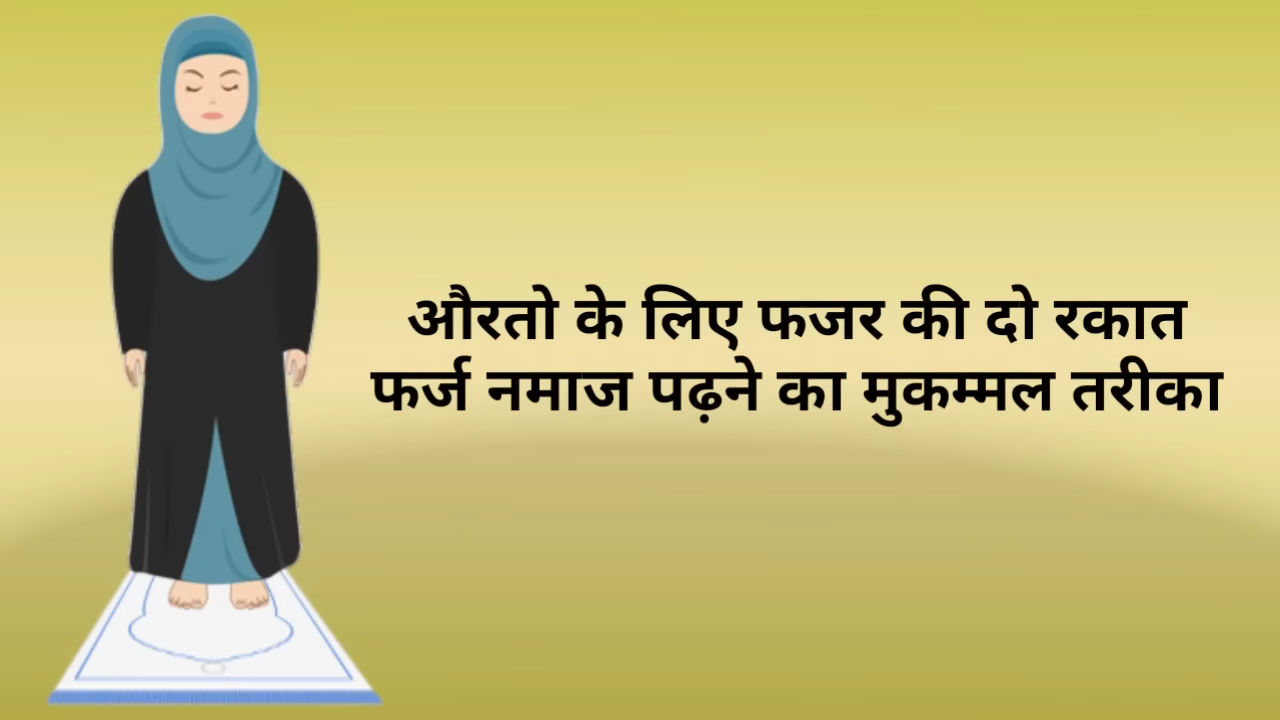 औरतो के लिए फजर की दो रकात
फर्ज नमाज पढ़ने का मुकम्मल तरीका